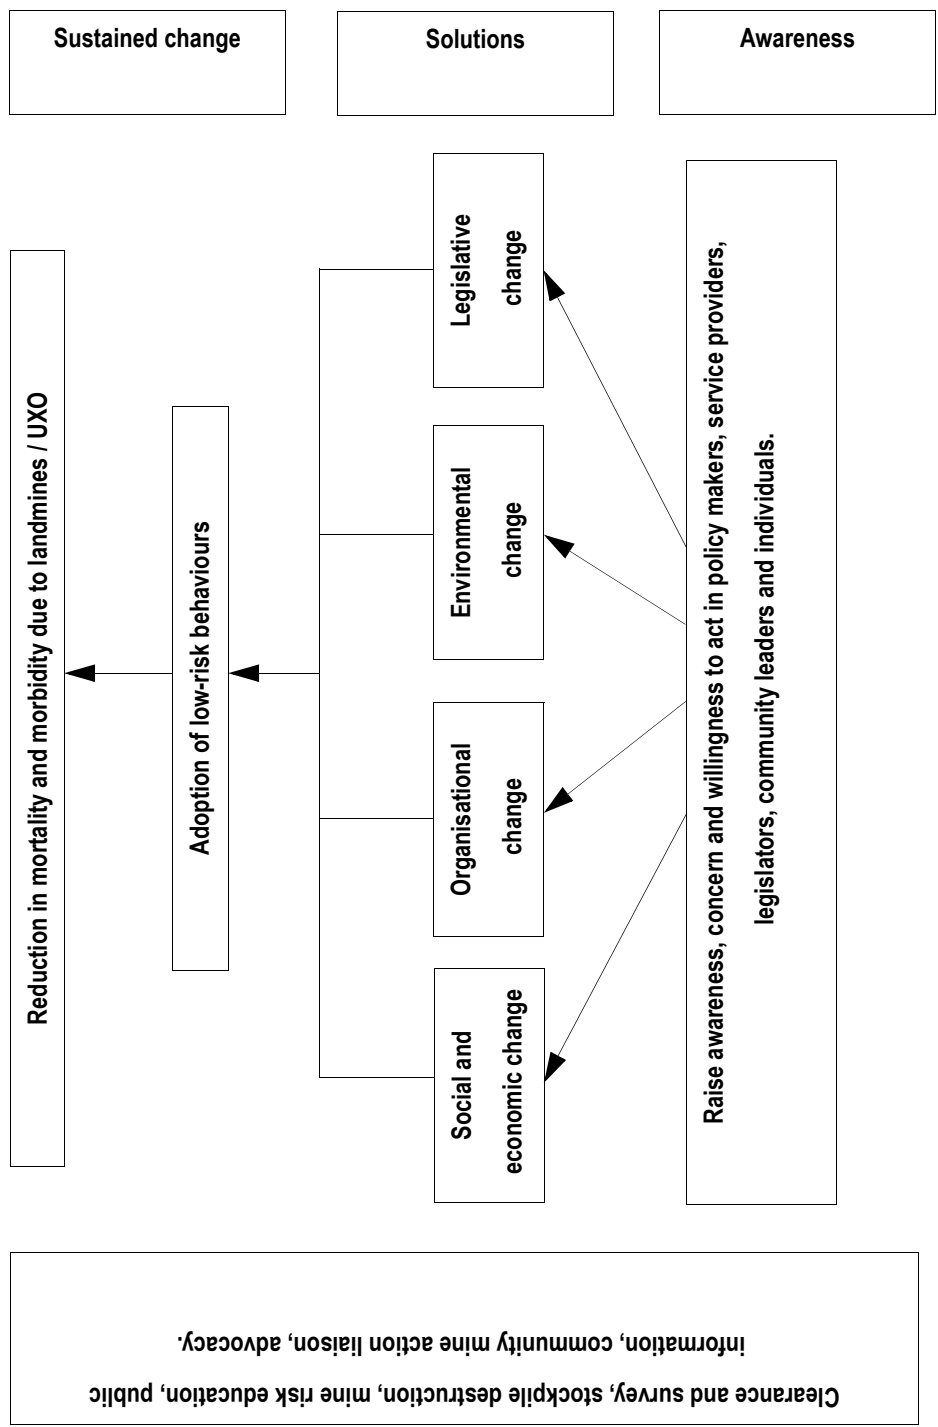 Sustained change
Solutions
Awareness
Reduction in mortality and morbidity due to landmines / UXO
Adoption of low-risk behaviours
Social and
economic change
Organisational
change
Environmental
change
Legislative
change
Raise awareness, concern and willingness to act in policy makers, service providers,
legislators, community leaders and individuals.
Clearance and survey, stockpile destruction, mine risk education, public
information, community mine action liaison, advocacy.